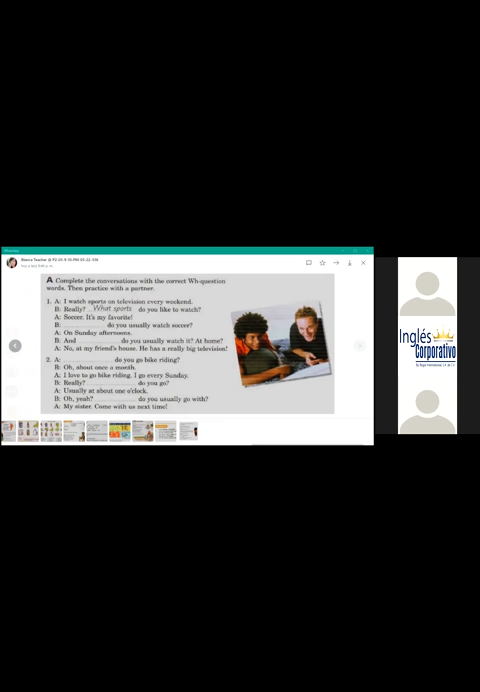 WhatsApp
A Complete the conversations with the correct Wh-question
words. Then practice with a partner.
1. A: I watch sports on television every weekend.
B: Really? ..What sports.. do you like to watch?
A: Soccer. It's my favorite!
B: .................... do you usually watch soccer?
A: On Sunday afternoons.
B. And .................... do you usually watch it? At home?
A: No, at my friend's house. He has a really big television!
2. A: .................... do you go bike riding?
B: Oh, about once a month.
A: I love to go bike riding. I go every Sunday.
B: Really? .................... do you go?
A: Usually at about one o'clock.
B: Oh, yeah? .................... do you usually go with?
A: My sister. Come with us next time!
Inglés
Corporativo